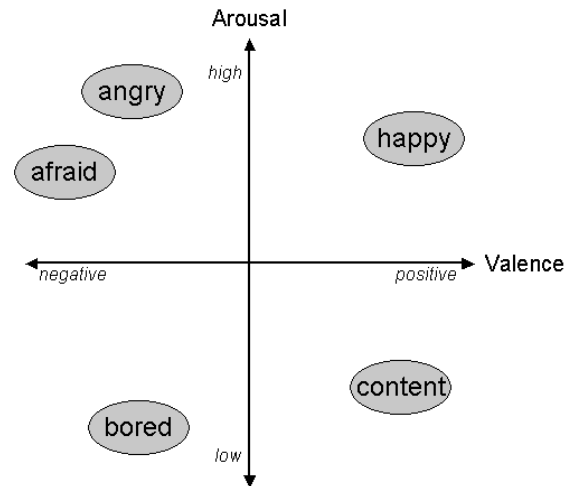 Arousal
high
angry
happy
afraid
negative
positive
Valence
content
bored
low